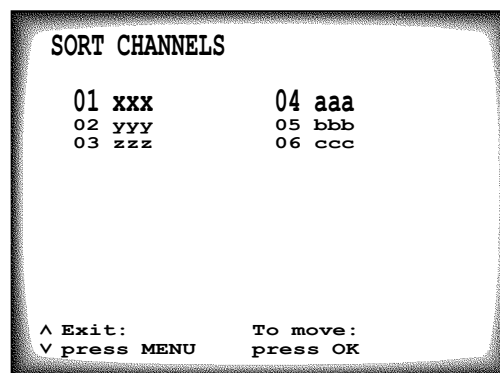 SORT CHANNELS
01 xxx 04 aaa
02 yyy 05 bbb
03 zzz 06 ccc
^ Exit: To move:
v press MENU press OK